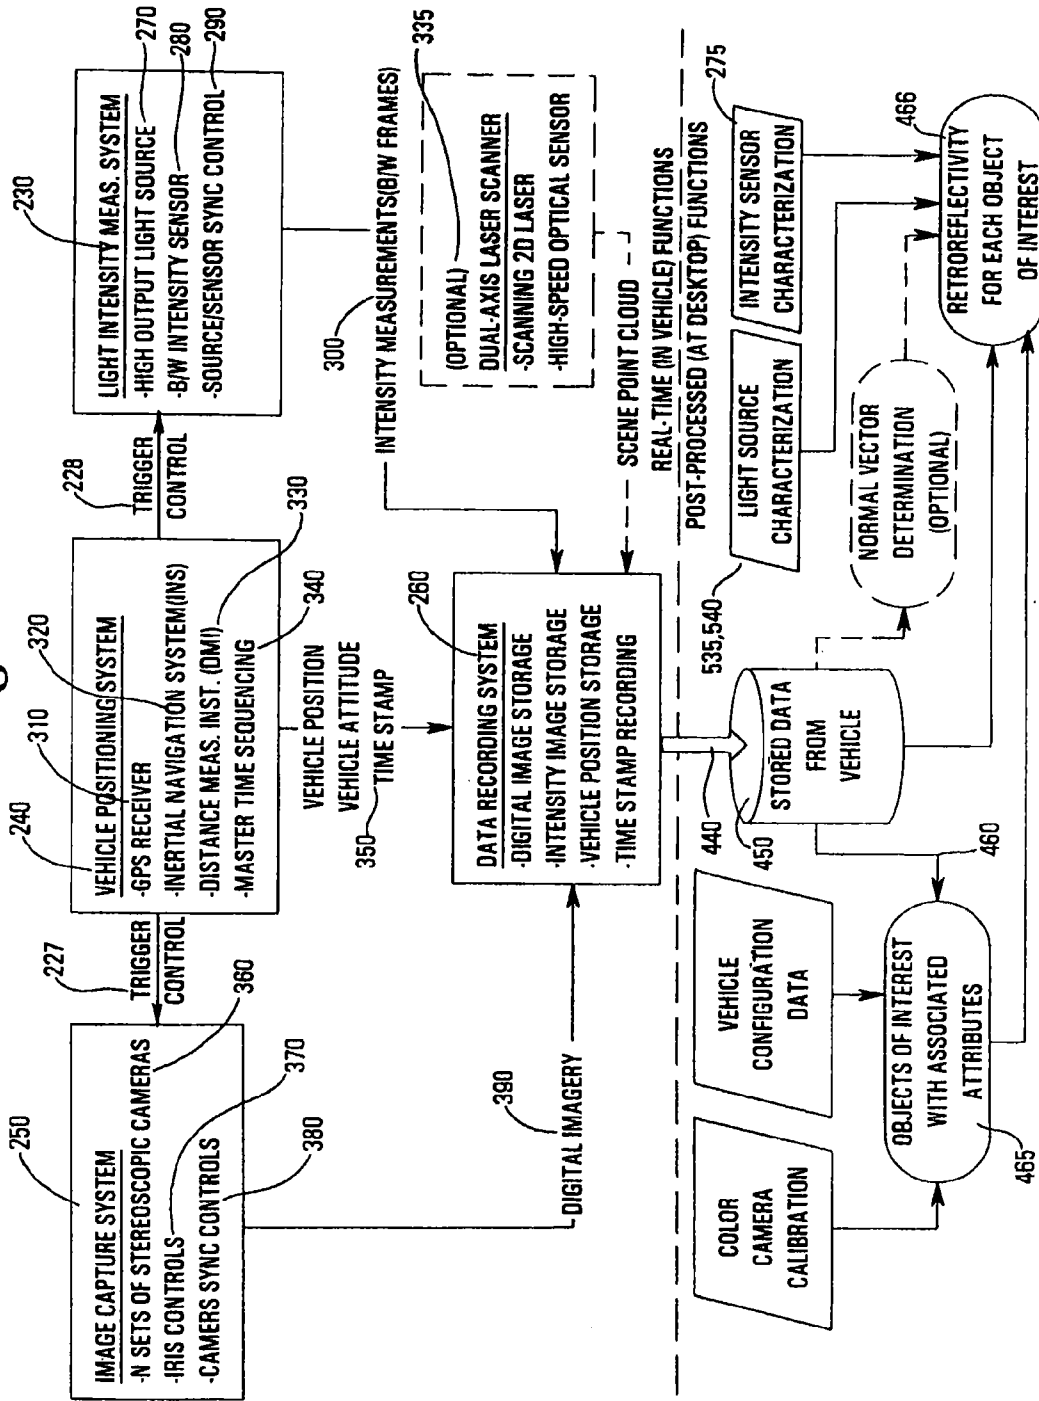 250
IMAGE CAPTURE SYSTEM
-N SETS OF STEREOSCOPIC CAMERAS
-IRIS CONTROLS
-CAMERS SYNC CONTROLS
360
370
380
227
TRIGGER
CONTROL
240
310
320
VEHICLE POSITIONING SYSTEM
-GPS RECEIVER
-INERTIAL NAVIGATION SYSTEM(INS)
-DISTANCE MEAS. INST. (DMI)
-MASTER TIME SEQUENCING
330
340
228
TRIGGER
CONTROL
230
LIGHT INTENSITY MEAS. SYSTEM
-HIGH OUTPUT LIGHT SOURCE
-B/W INTENSITY SENSOR
-SOURCE/SENSOR SYNC CONTROL
270
280
290
VEHICLE POSITION
VEHICLE ATTITUDE
TIME STAMP
350
300
INTENSITY MEASUREMENTS(B/W FRAMES)
335
(OPTIONAL)
DUAL-AXIS LASER SCANNER
-SCANNING 2D LASER
-HIGH-SPEED OPTICAL SENSOR
390
DIGITAL IMAGERY
260
DATA RECORDING SYSTEM
-DIGITAL IMAGE STORAGE
-INTENSITY IMAGE STORAGE
-VEHICLE POSITION STORAGE
-TIME STAMP RECORDING
SCENE POINT CLOUD
REAL-TIME (IN VEHICLE) FUNCTIONS
POST-PROCESSED (AT DESKTOP) FUNCTIONS
440
450
STORED DATA
FROM
VEHICLE
460
COLOR
CAMERA
CALIBRATION
VEHICLE
CONFIGURATION
DATA
535,540
LIGHT SOURCE
CHARACTERIZATION
275
INTENSITY SENSOR
CHARACTERIZATION
NORMAL VECTOR
DETERMINATION
(OPTIONAL)
OBJECTS OF INTEREST
WITH ASSOCIATED
ATTRIBUTES
465
466
RETROREFLECTIVITY
FOR EACH OBJECT
OF INTEREST